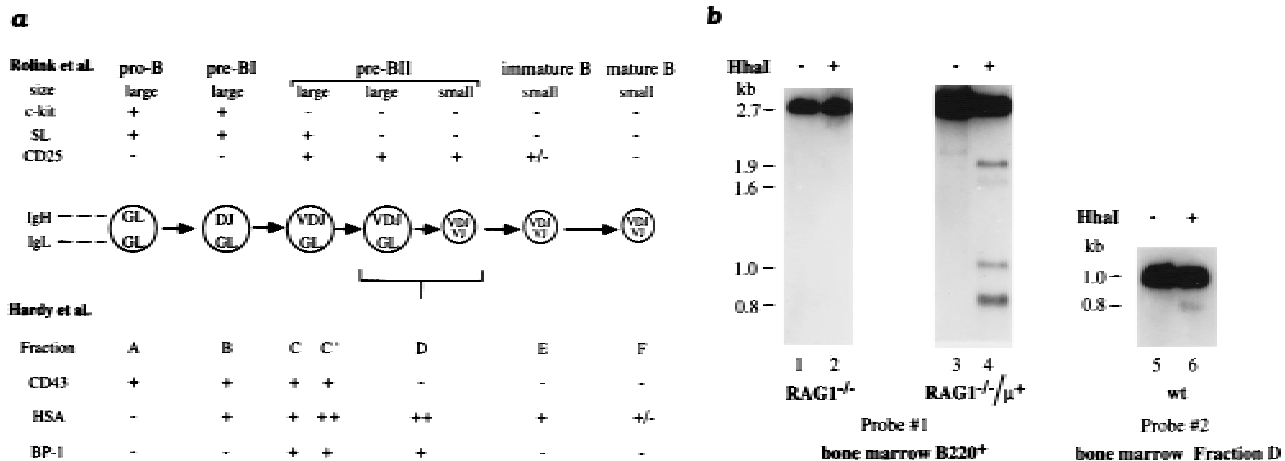 a
Rolink et al. pro-B pre-BI pre-BII immature B mature B
size large large large large small small small
c-kit + + - - - - -
SL + + + - - - -
CD25 - - + + + +/- -
IgH GL DJ VDJ VDJ VDJ VDJ VDJ
IgL GL GL GL GL VJ VJ VJ
Hardy et al.
Fraction A B C C' D E F
CD43 + + + + - - -
HSA - + + ++ ++ + +/-
BP-1 - - + + + - -
b
HhaI - + - +
kb
2.7
1.9
1.6
1.0
0.8
1 2 3 4
RAG1-/- RAG1-/-/μ+
Probe #1
bone marrow B220+
HhaI - +
kb
1.0
0.8
5 6
wt
Probe #2
bone marrow Fraction D